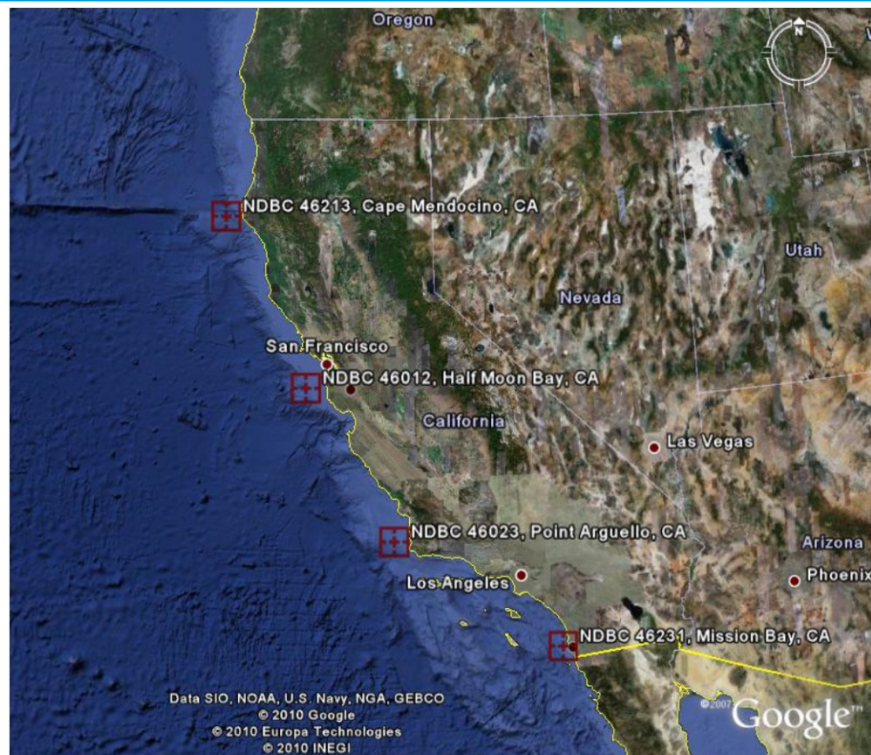 Oregon
N
NDBC 46213, Cape Mendocino, CA
Utah
Nevada
San Francisco
NDBC 46012, Half Moon Bay, CA
California
Las Vegas
NDBC 46023, Point Arguello, CA
Arizona
Los Angeles
Phoenix
NDBC 46231, Mission Bay, CA
Data SIO, NOAA, U.S. Navy, NGA, GEBCO
© 2010 Google
© 2010 Europa Technologies
© 2010 INEGI
©2007 Google™